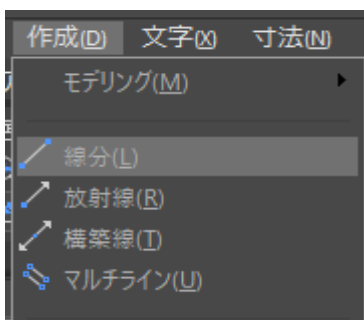 作成(D) 文字(X) 寸法(N)
モデリング(M)
線分(L)
放射線(R)
構築線(T)
マルチライン(U)